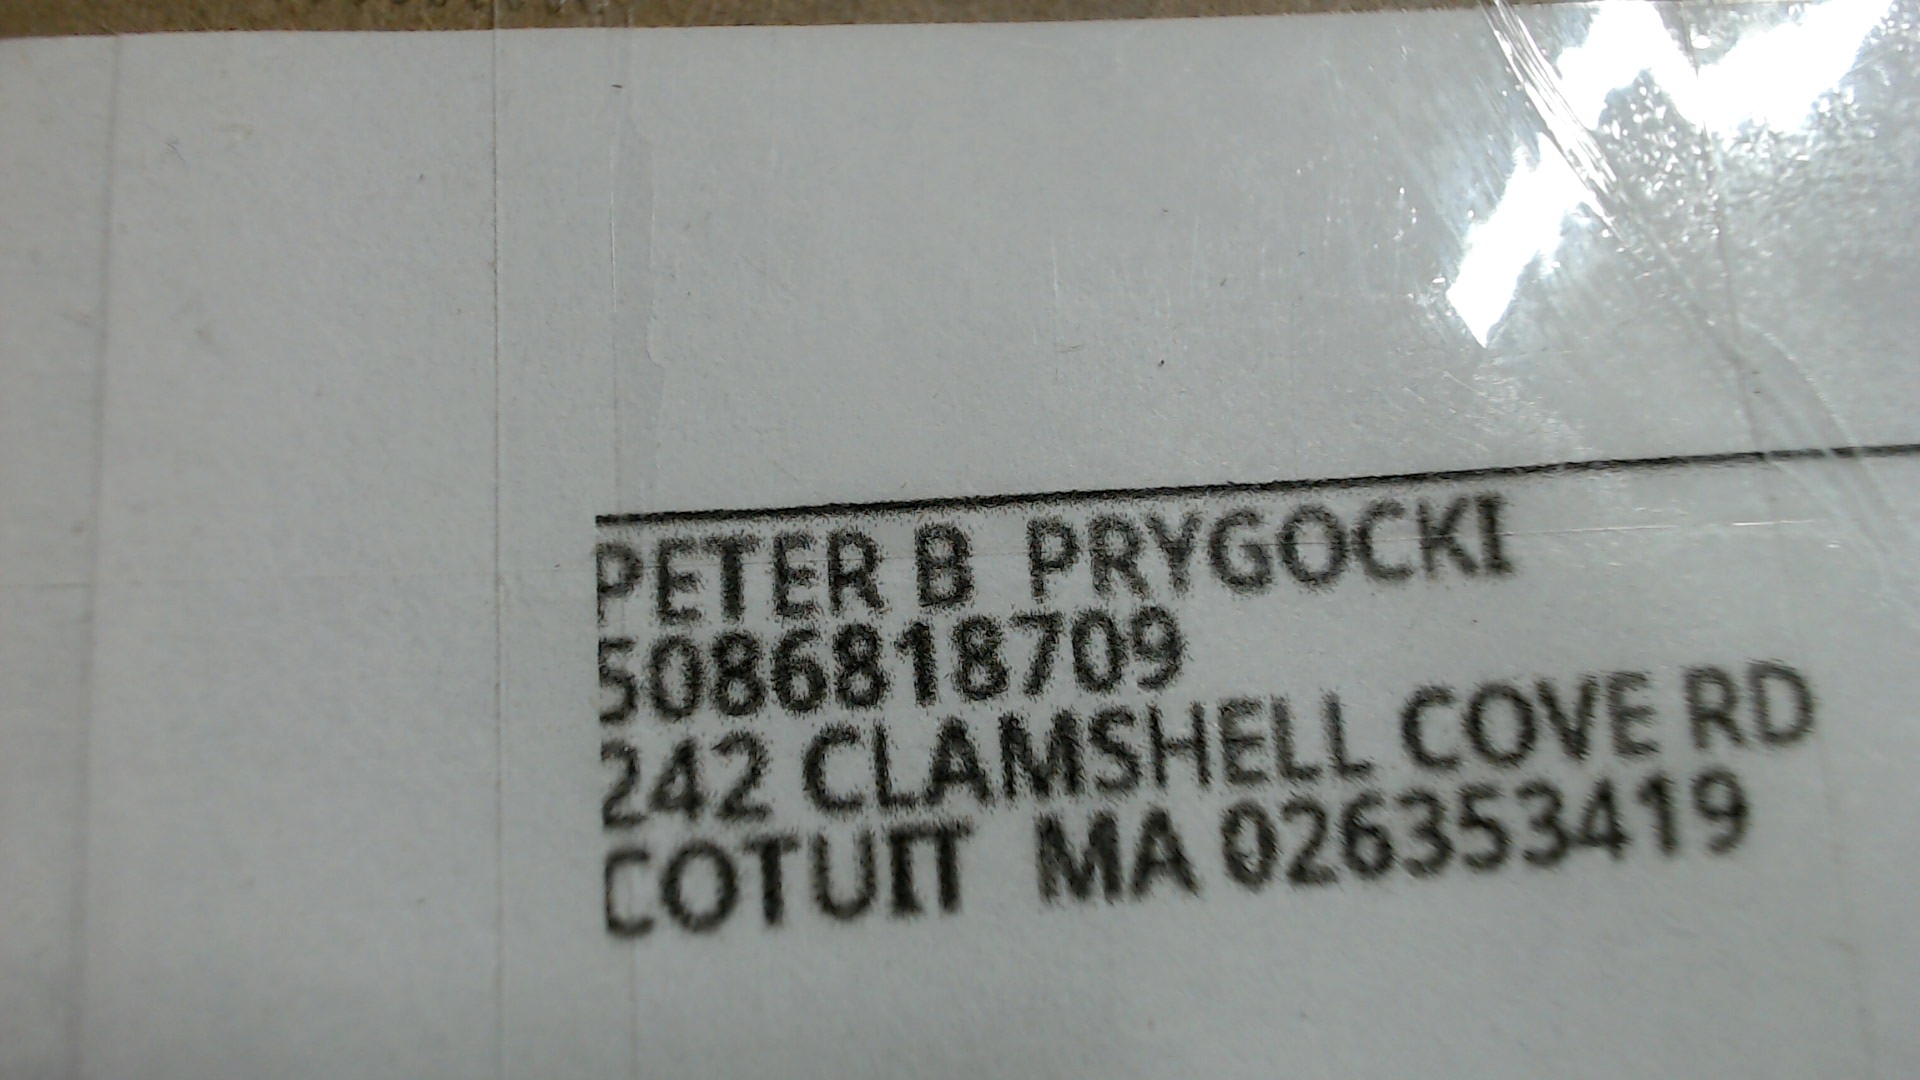 PETER B PRYGOCKI
5086818709
242 CLAMSHELL COVE RD
COTUIT MA 026353419